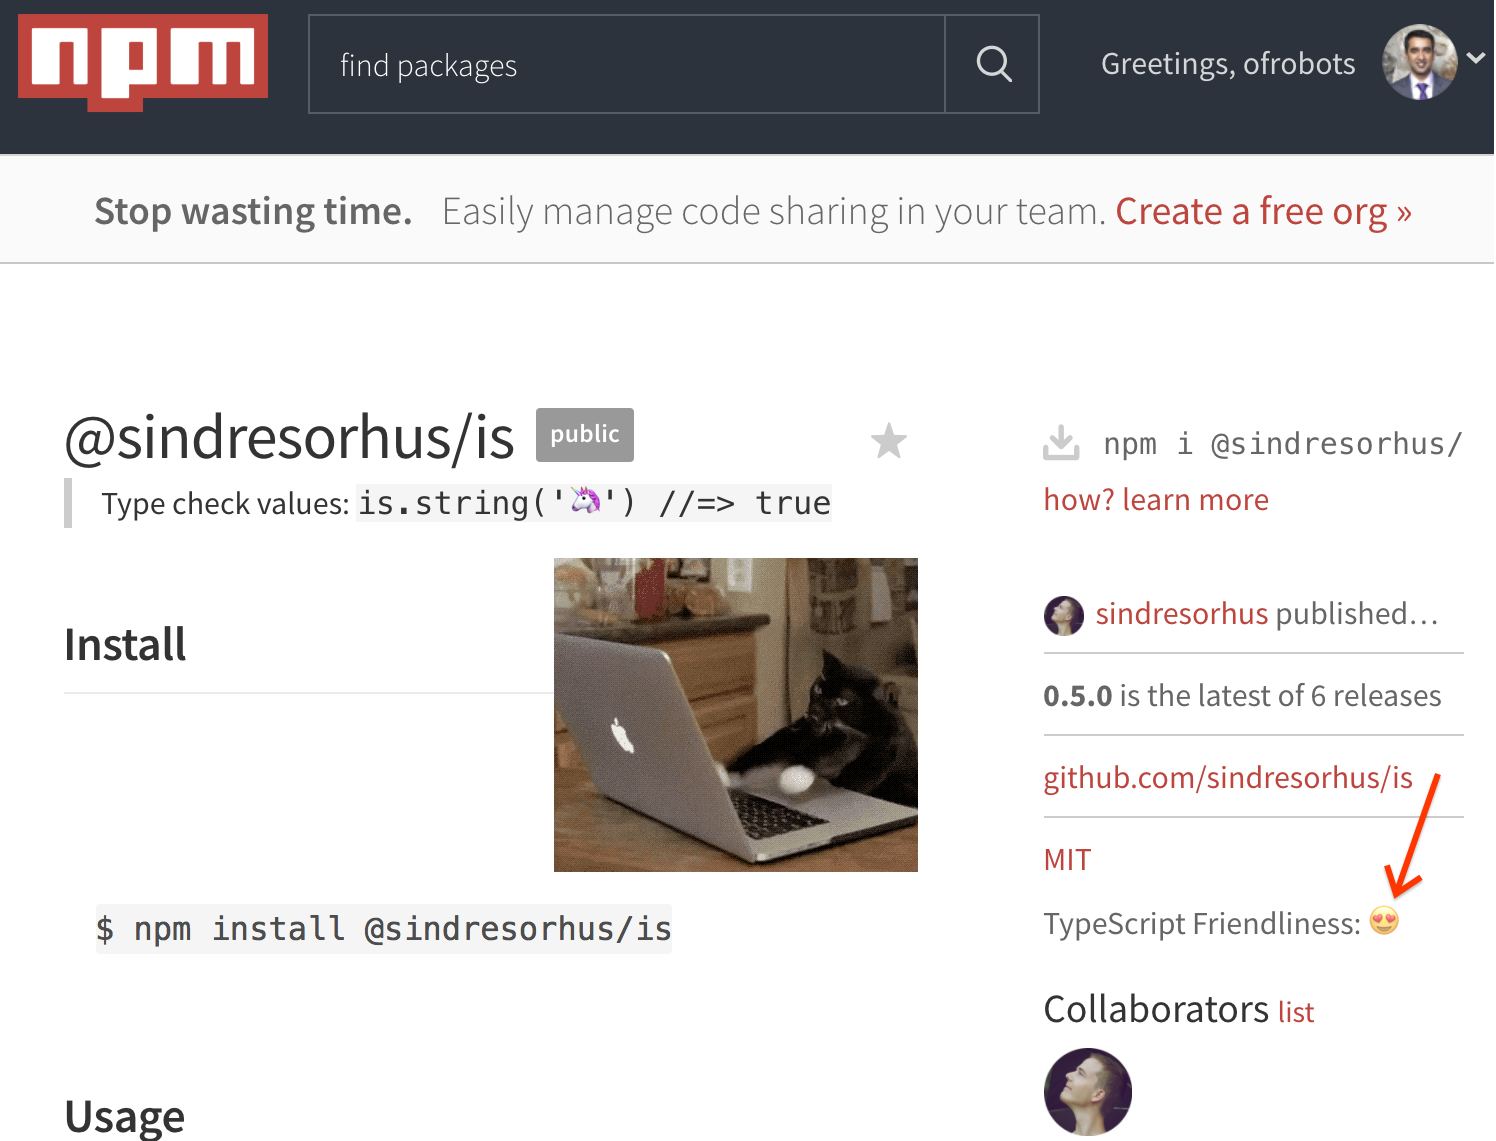 npm
find packages
Greetings, ofrobots
Stop wasting time. Easily manage code sharing in your team. Create a free org »
@sindresorhus/is public
Type check values: is.string('🦄') //=> true
Install
$ npm install @sindresorhus/is
Usage
npm i @sindresorhus/
how? learn more
sindresorhus published…
0.5.0 is the latest of 6 releases
github.com/sindresorhus/is
MIT
TypeScript Friendliness: 😍
Collaborators list